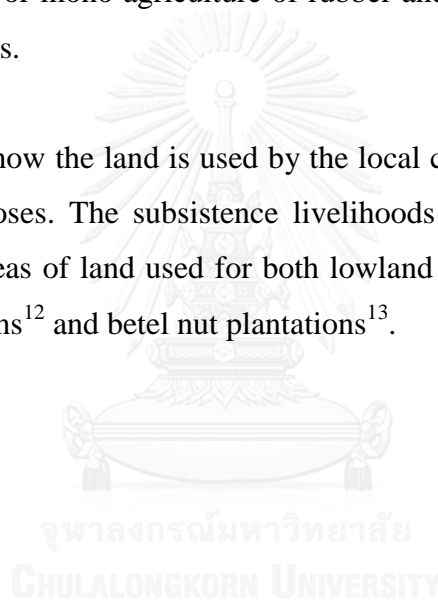 mono agriculture of rubber and
s.
how the land is used by the local c
oses. The subsistence livelihoods
eas of land used for both lowland
ns¹² and betel nut plantations¹³.
จุฬาลงกรณ์มหาวิทยาลัย
CHULALONGKORN UNIVERSITY